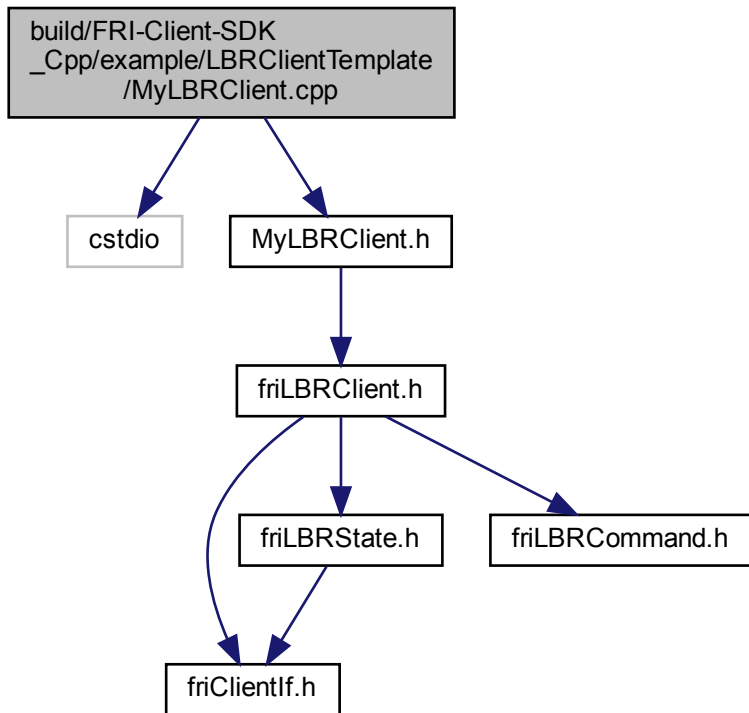 build/FRI-Client-SDK
_Cpp/example/LBRClientTemplate
/MyLBRClient.cpp
cstdio
MyLBRClient.h
friLBRClient.h
friLBRState.h
friLBRCommand.h
friClientIf.h